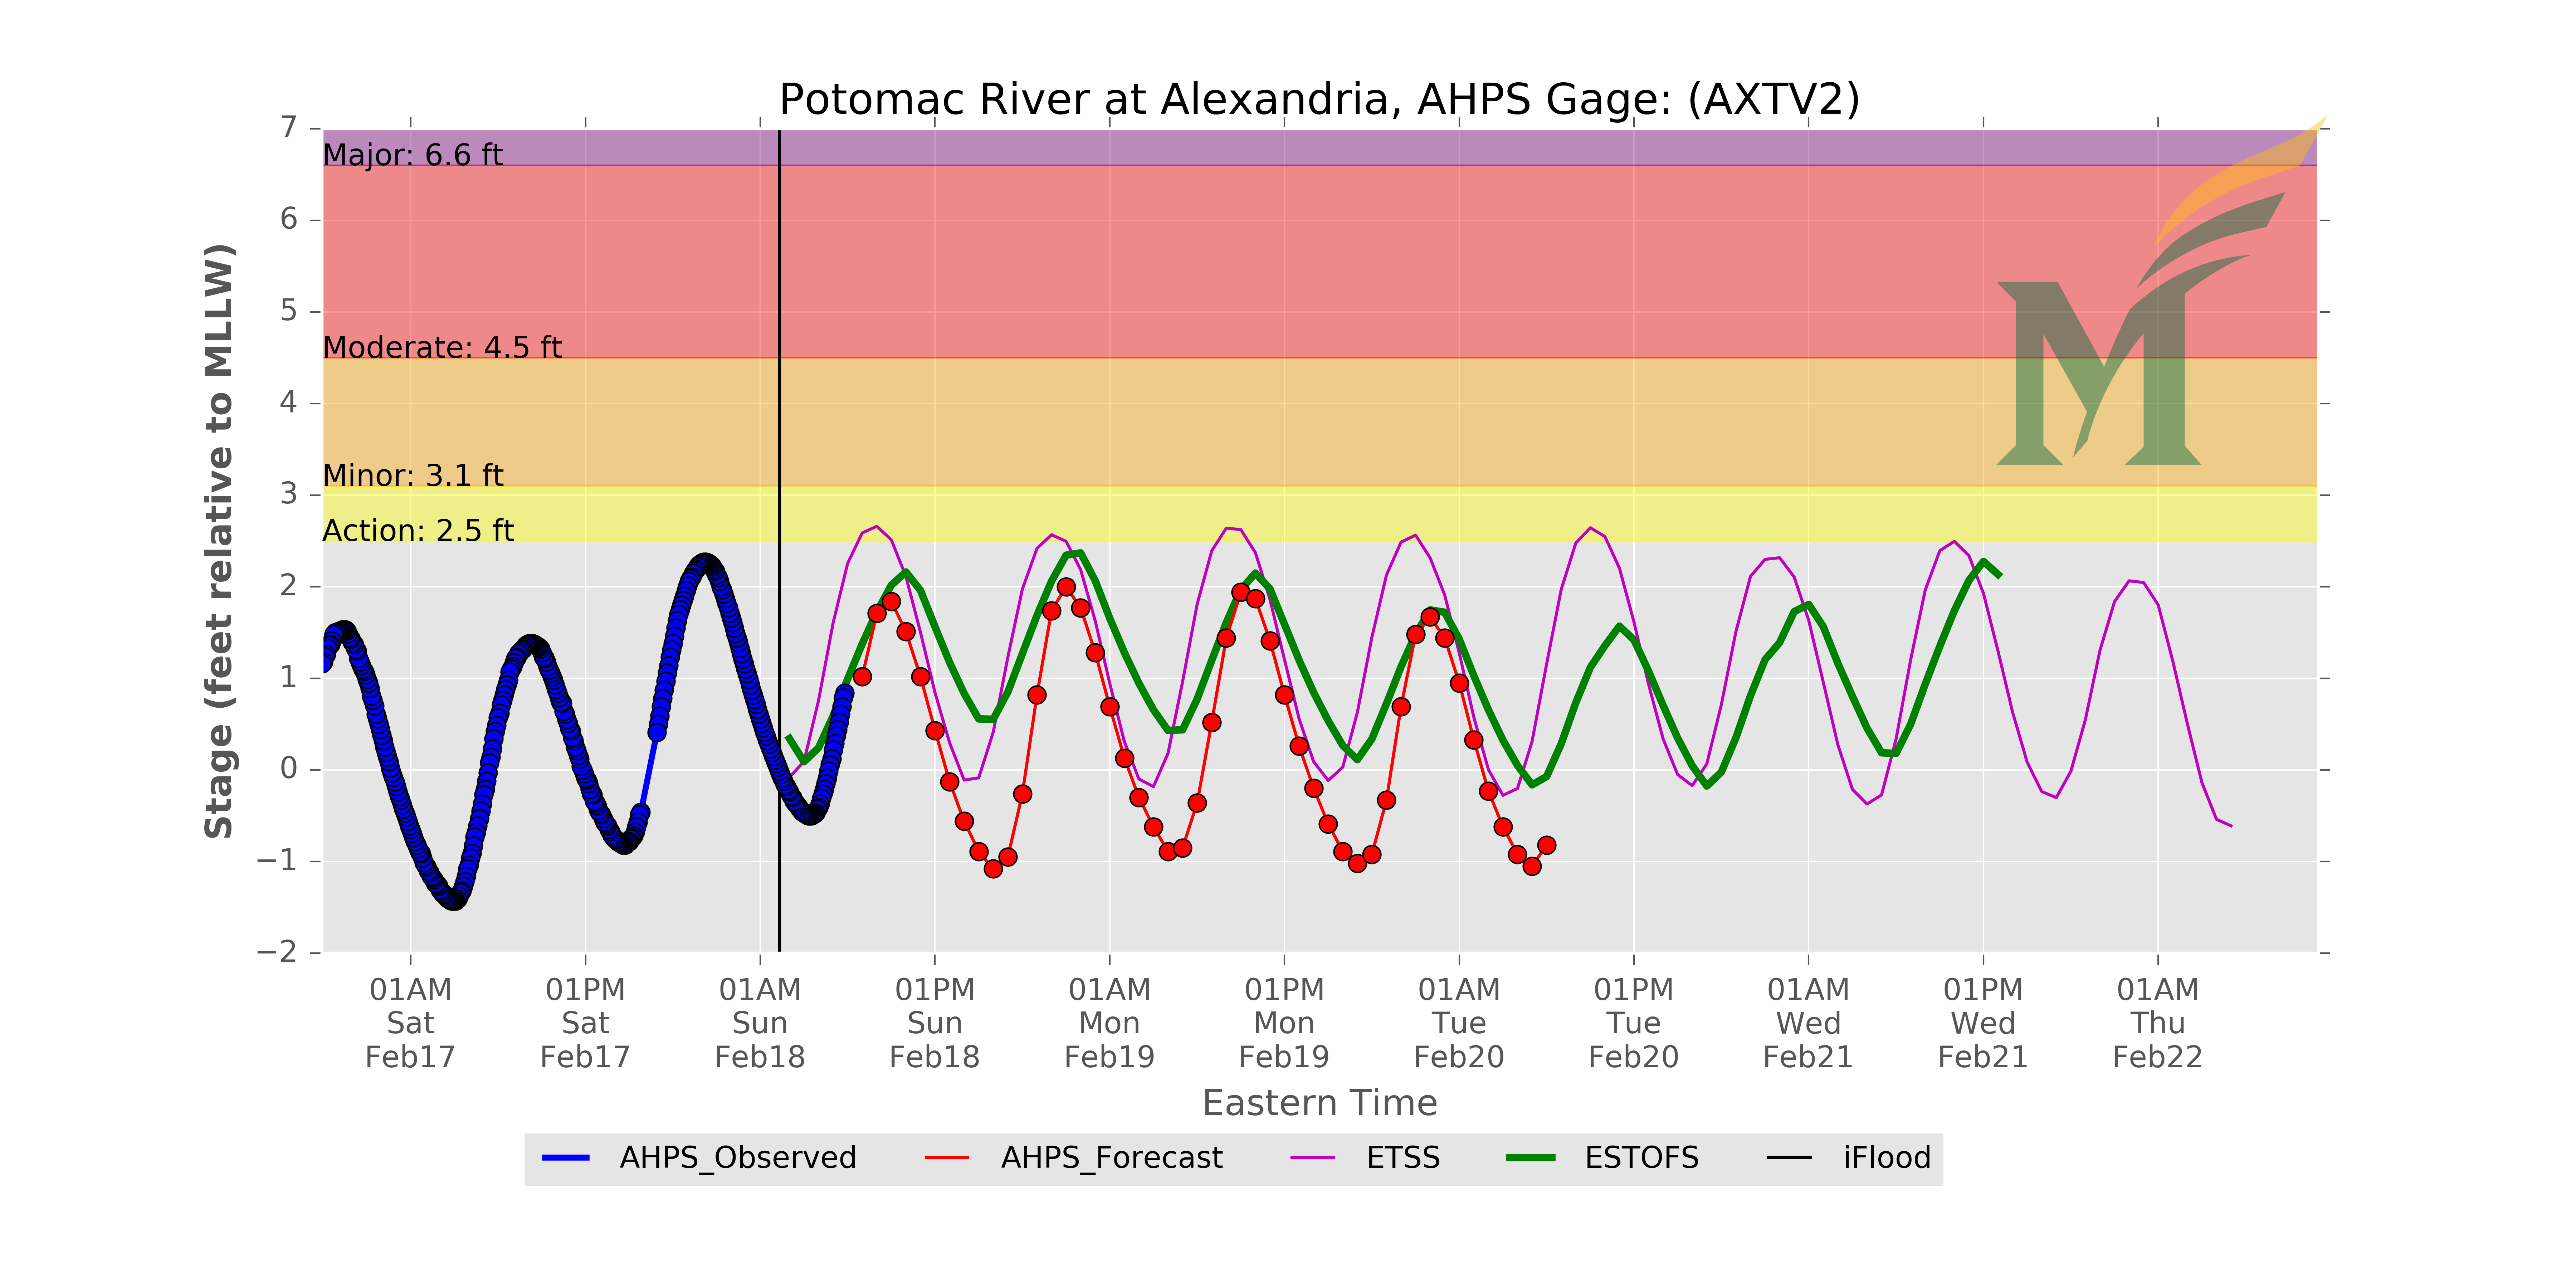 Potomac River at Alexandria, AHPS Gage: (AXTV2)
Stage (feet relative to MLLW)
7
6
5
4
3
2
1
0
−1
−2
Major: 6.6 ft
Moderate: 4.5 ft
Minor: 3.1 ft
Action: 2.5 ft
M
01AM 01PM 01AM 01PM 01AM 01PM 01AM 01PM 01AM 01PM 01AM
Sat Sat Sun Sun Mon Mon Tue Tue Wed Wed Thu
Feb17 Feb17 Feb18 Feb18 Feb19 Feb19 Feb20 Feb20 Feb21 Feb21 Feb22
Eastern Time
AHPS_Observed AHPS_Forecast ETSS ESTOFS iFlood